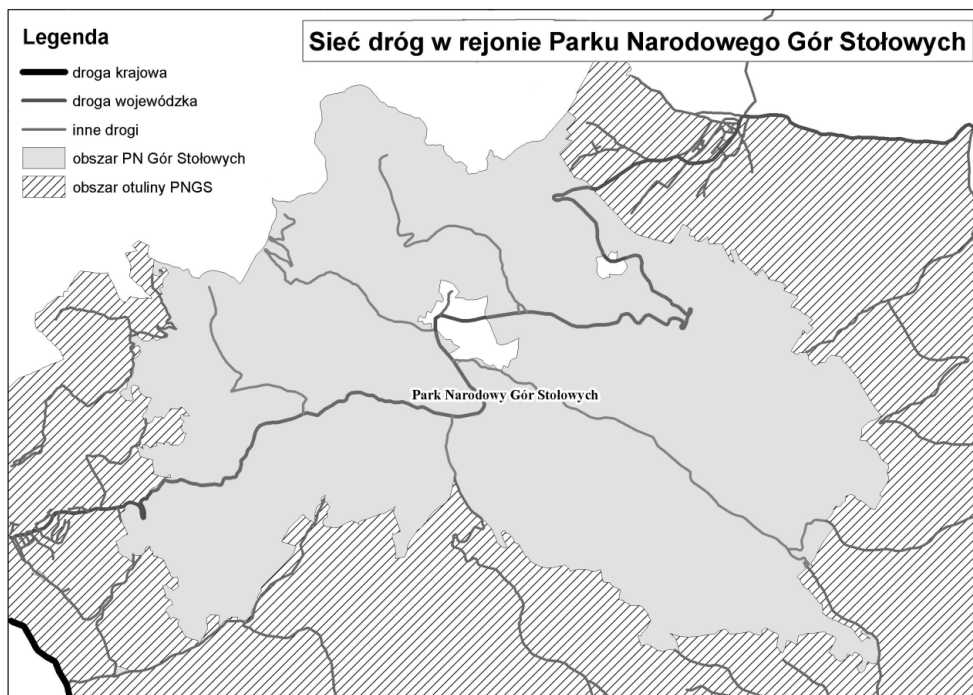 Legenda
Sieć dróg w rejonie Parku Narodowego Gór Stołowych
droga krajowa
droga wojewódzka
inne drogi
obszar PN Gór Stołowych
obszar otuliny PNGS
Park Narodowy Gór Stołowych